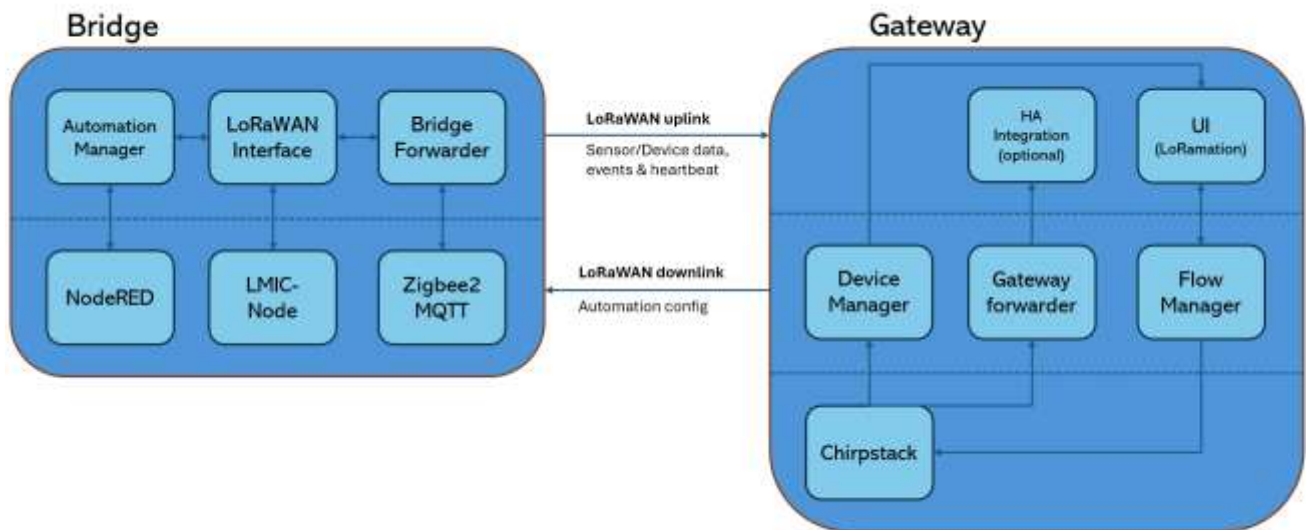 Bridge
Gateway
Automation
Manager
LoRaWAN
Interface
Bridge
Forwarder
NodeRED
LMIC-
Node
Zigbee2
MQTT
LoRaWAN uplink
Sensor/Device data,
events & heartbeat
LoRaWAN downlink
Automation config
HA
Integration
(optional)
UI
(LoRamation)
Device
Manager
Gateway
forwarder
Flow
Manager
Chirpstack